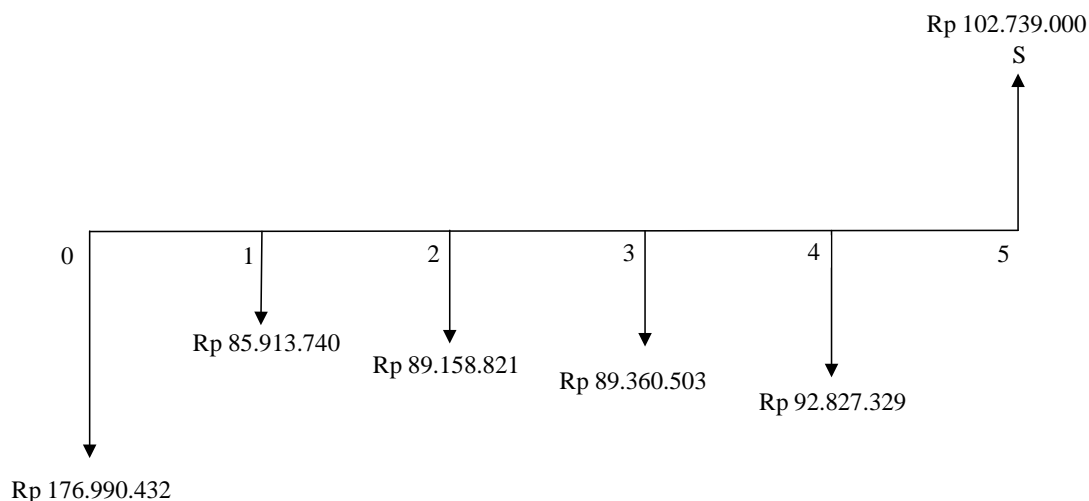 Rp 102.739.000
S
0
1
2
3
4
5
Rp 85.913.740
Rp 89.158.821
Rp 89.360.503
Rp 92.827.329
Rp 176.990.432